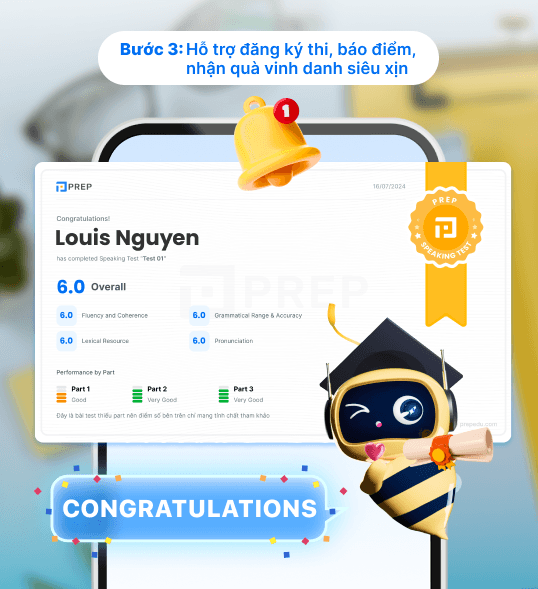 Bước 3: Hỗ trợ đăng ký thi, báo điểm,
nhận quà vinh danh siêu xịn
1
PREP
16/07/2024
Congratulations!
Louis Nguyen
has completed Speaking Test "Test 01"
PREP
SPEAKING TEST
6.0 Overall
PREP
6.0 Fluency and Coherence
6.0 Grammatical Range & Accuracy
6.0 Lexical Resource
6.0 Pronunciation
Performance by Part
Part 1
Good
Part 2
Very Good
Part 3
Very Good
Đây là bài test thiếu part nên điểm số bên trên chỉ mang tính chất tham khảo
CONGRATULATIONS